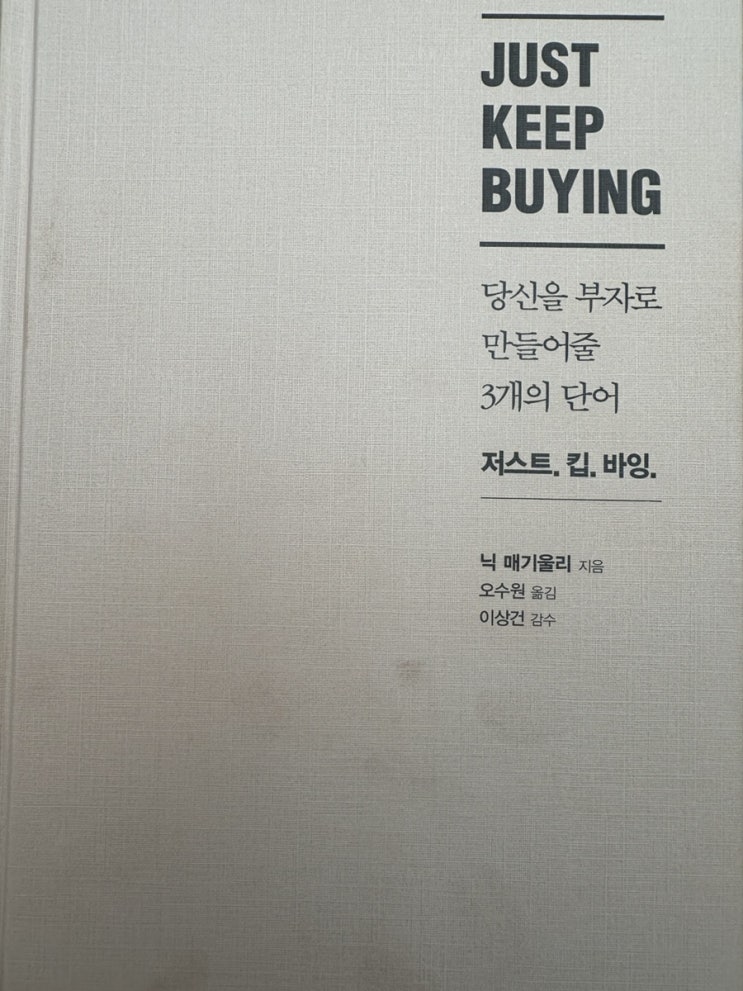 JUST
KEEP
BUYING
당신을 부자로
만들어줄
3개의 단어
저스트. 킵. 바잉.
닉 매기울리 지음
오수원 옮김
이상건 감수